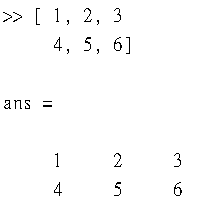 >> [ 1, 2, 3
4, 5, 6]
ans =
1 2 3
4 5 6